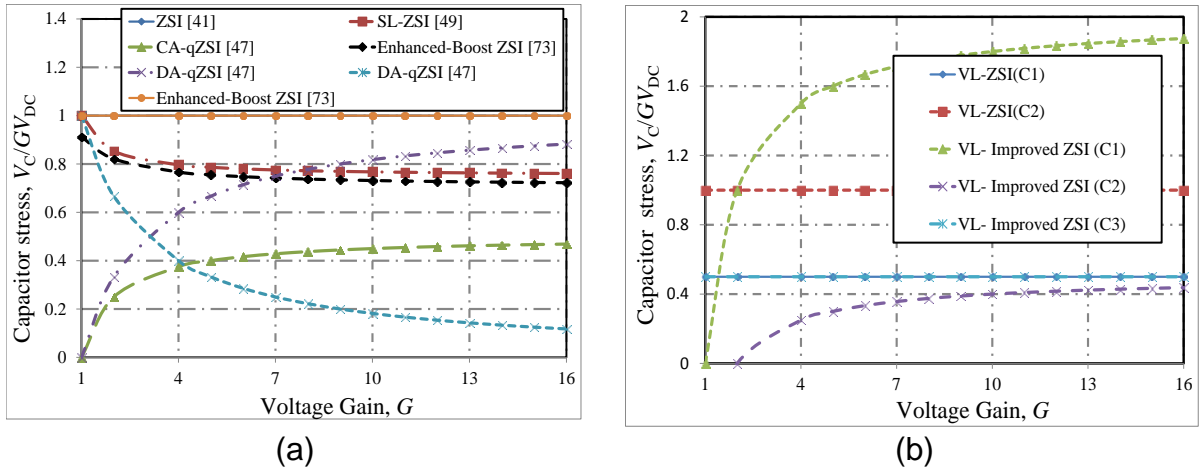 1.4
1.2
1
0.8
0.6
0.4
0.2
0
Capacitor stress, VC/GVDC
ZSI [41]
SL-ZSI [49]
CA-qZSI [47]
Enhanced-Boost ZSI [73]
DA-qZSI [47]
DA-qZSI [47]
Enhanced-Boost ZSI [73]
1 4 7 10 13 16
Voltage Gain, G
(a)
2
1.6
1.2
0.8
0.4
0
Capacitor stress, VC/GVDC
VL-ZSI(C1)
VL-ZSI(C2)
VL- Improved ZSI (C1)
VL- Improved ZSI (C2)
VL- Improved ZSI (C3)
1 4 7 10 13 16
Voltage Gain, G
(b)